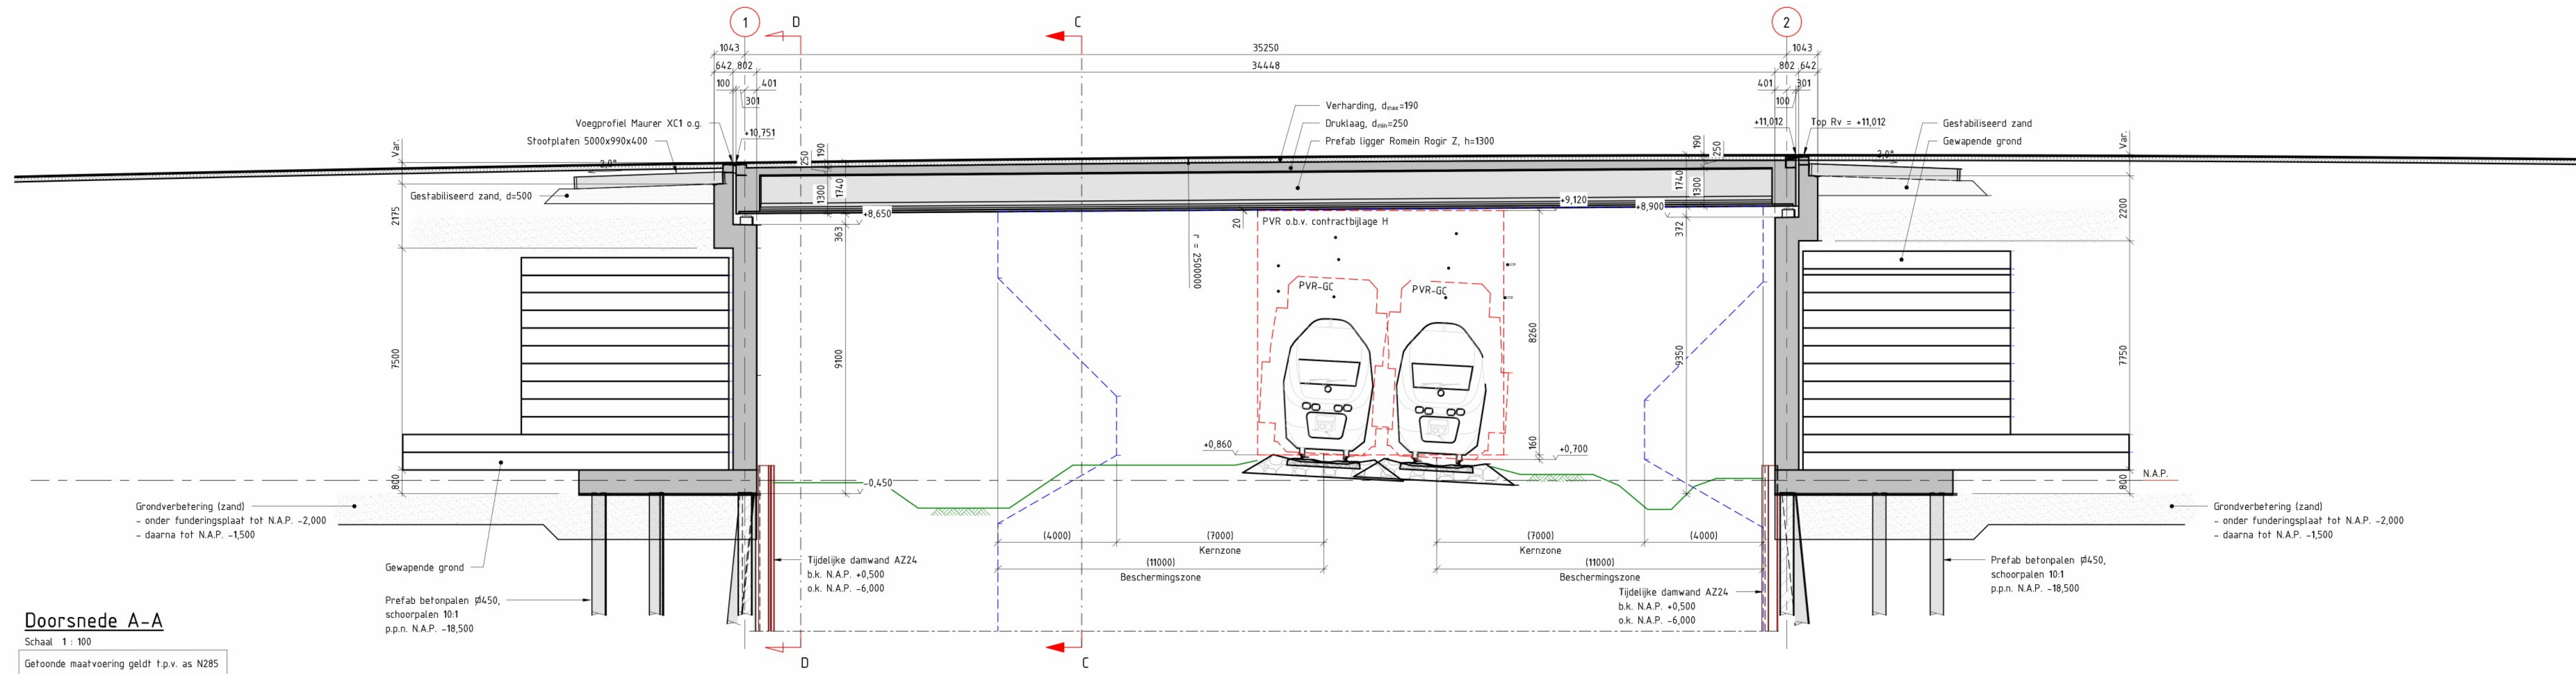 1
D
C
2
1043
35250
1043
642
802
34448
802
642
100
401
401
301
301
100
Verharding, dmax=190
Voegprofiel Maurer XC1 o.g.
+10,751
Druklaag, dmin=250
+11,012
Top Rv = +11,012
Gestabiliseerd zand
Stootplaten 5000x990x400
Prefab ligger Romein Rogir Z, h=1300
Gewapende grond
Var.
2,0°
250
190
190
250
2,0°
Var.
Gestabiliseerd zand, d=500
1300
1740
1740
1300
+8,650
+9,120
+8,900
2175
363
20
PVR o.b.v. contractbijlage H
372
2200
r = 2500000
PVR-GC
PVR-GC
7500
9100
8260
9350
7750
+0,860
160
+0,700
800
-0,450
N.A.P.
800
Grondverbetering (zand)
- onder funderingsplaat tot N.A.P. -2,000
- daarna tot N.A.P. -1,500
Grondverbetering (zand)
- onder funderingsplaat tot N.A.P. -2,000
- daarna tot N.A.P. -1,500
(4000)
(7000)
Kernzone
(7000)
(4000)
Kernzone
(11000)
Beschermingszone
(11000)
Beschermingszone
Gewapende grond
Tijdelijke damwand AZ24
b.k. N.A.P. +0,500
o.k. N.A.P. -6,000
Tijdelijke damwand AZ24
b.k. N.A.P. +0,500
o.k. N.A.P. -6,000
Prefab betonpalen Ø450,
schoorpalen 10:1
p.p.n. N.A.P. -18,500
Prefab betonpalen Ø450,
schoorpalen 10:1
p.p.n. N.A.P. -18,500
D
C
Doorsnede A-A
Schaal 1 : 100
Getoonde maatvoering geldt t.p.v. as N285